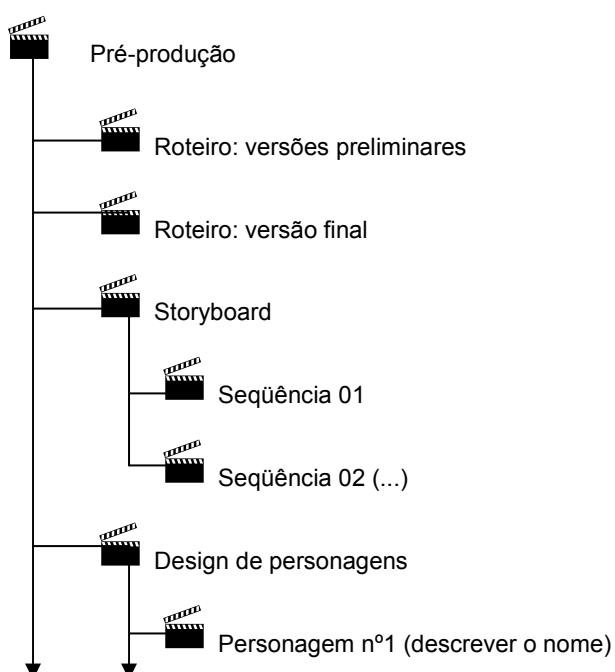 Pré-produção
Roteiro: versões preliminares
Roteiro: versão final
Storyboard
Seqüência 01
Seqüência 02 (...)
Design de personagens
Personagem nº1 (descrever o nome)